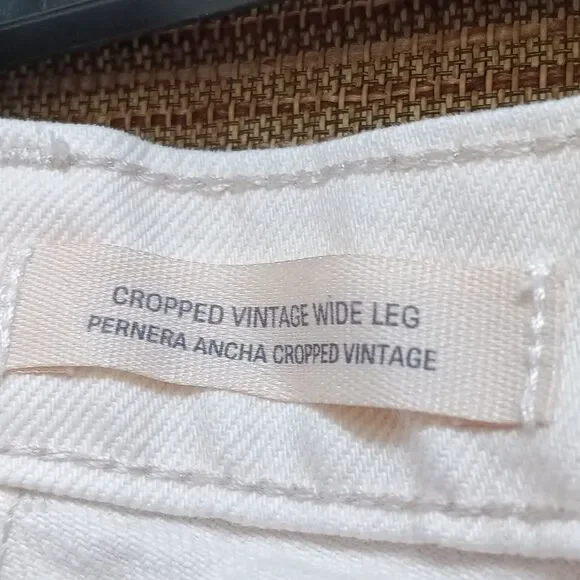 CROPPED VINTAGE WIDE LEG
PERNERA ANCHA CROPPED VINTAGE